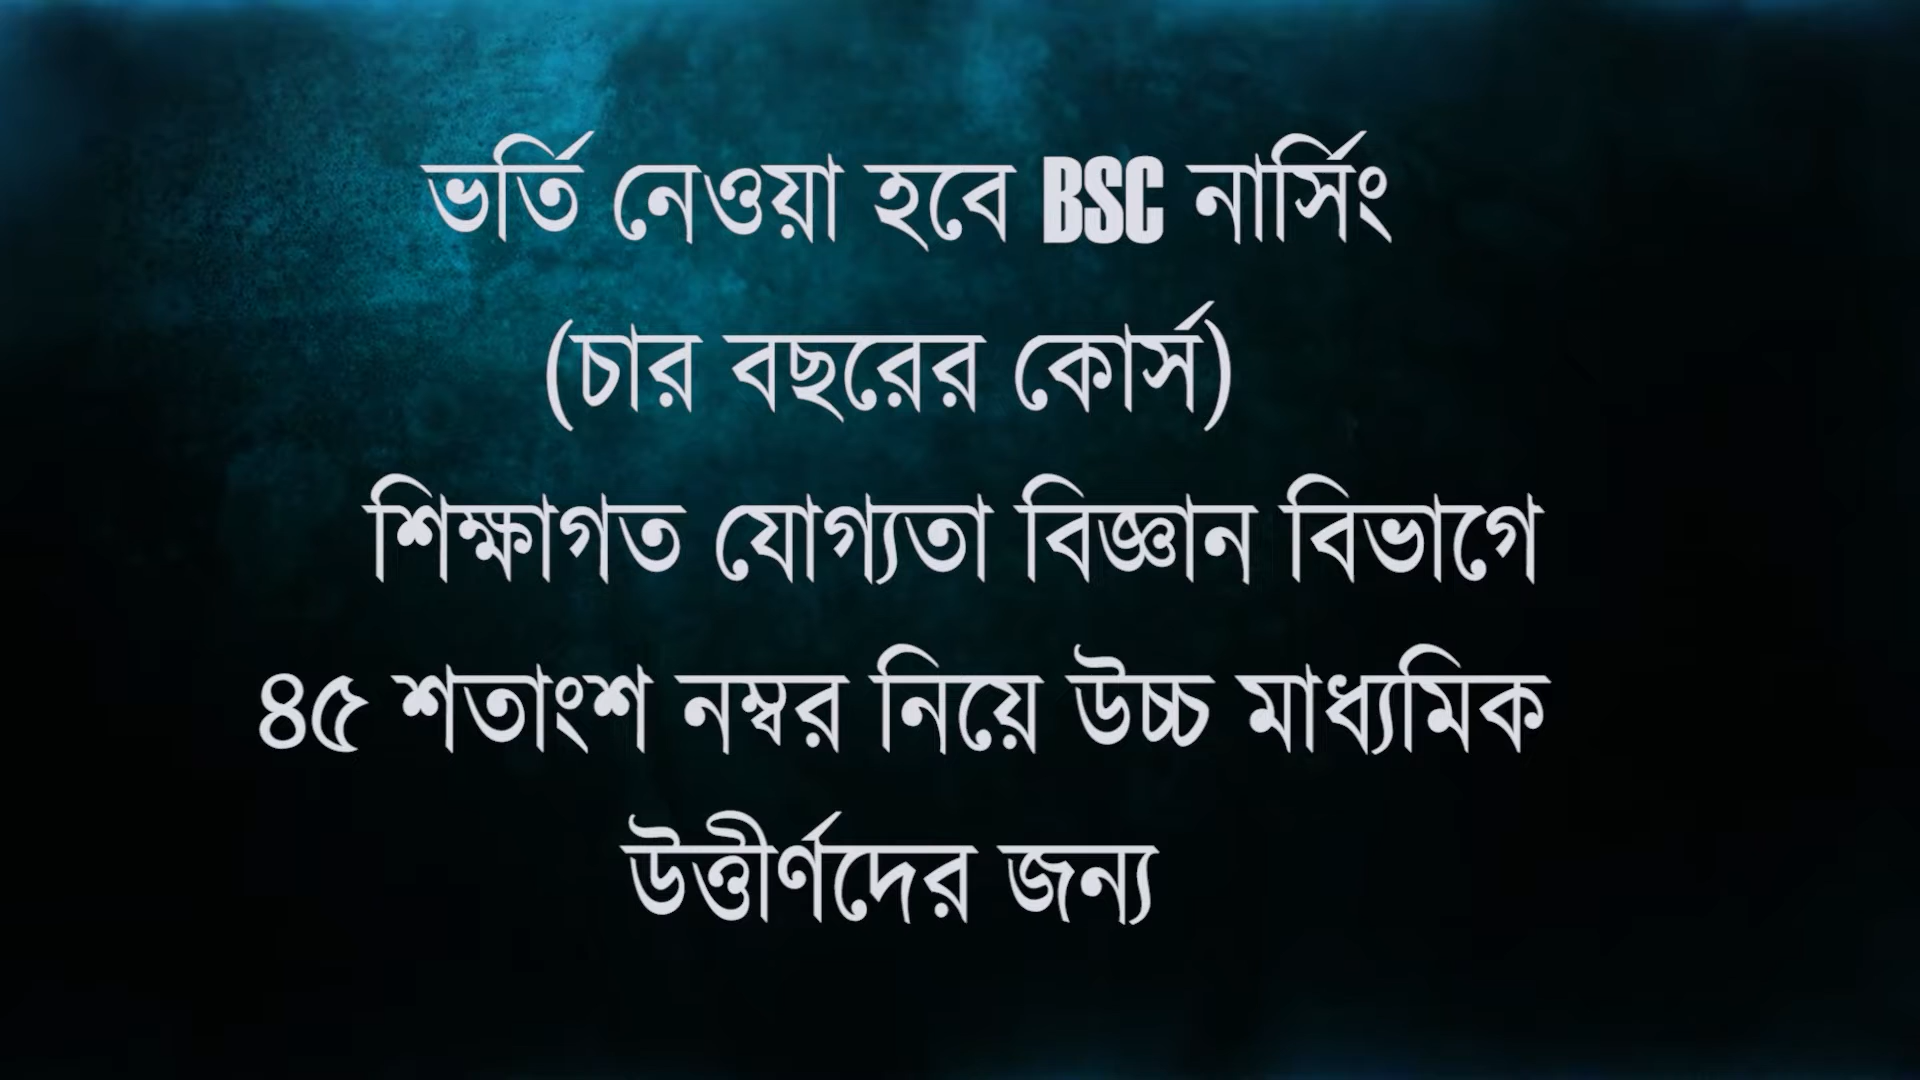 ভর্তি নেওয়া হবে BSC নার্সিং
(চার বছরের কোর্স)
শিক্ষাগত যোগ্যতা বিজ্ঞান বিভাগে
৪৫ শতাংশ নম্বর নিয়ে উচ্চ মাধ্যমিক
উত্তীর্ণদের জন্য